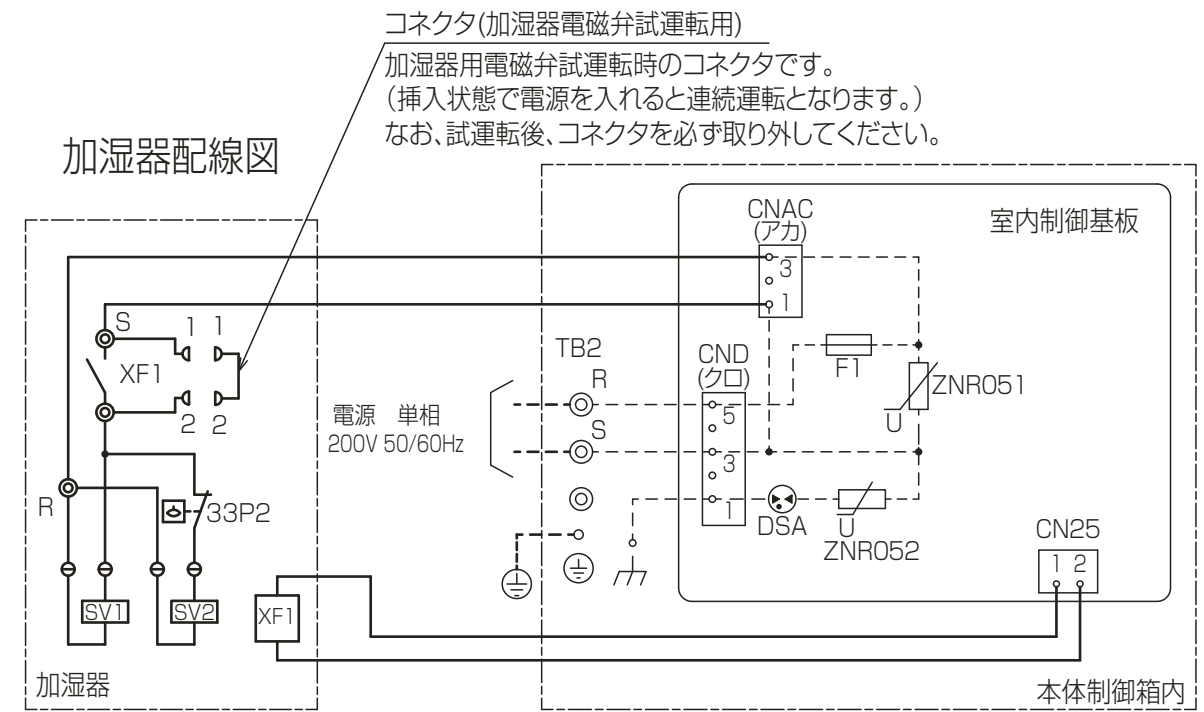 コネクタ(加湿器電磁弁試運転用)
加湿器用電磁弁試運転時のコネクタです。
(挿入状態で電源を入れると連続運転となります。)
なお、試運転後、コネクタを必ず取り外してください。
加湿器配線図
室内制御基板
CNAC
(アカ)
3
1
S
1 1
XF1
2 2
TB2
R
S
CND
(クロ)
5
3
1
F1
ZNR051
U
電源 単相
200V 50/60Hz
R
33P2
DSA
U
ZNR052
CN25
1 2
SV1
SV2
XF1
加湿器
本体制御箱内